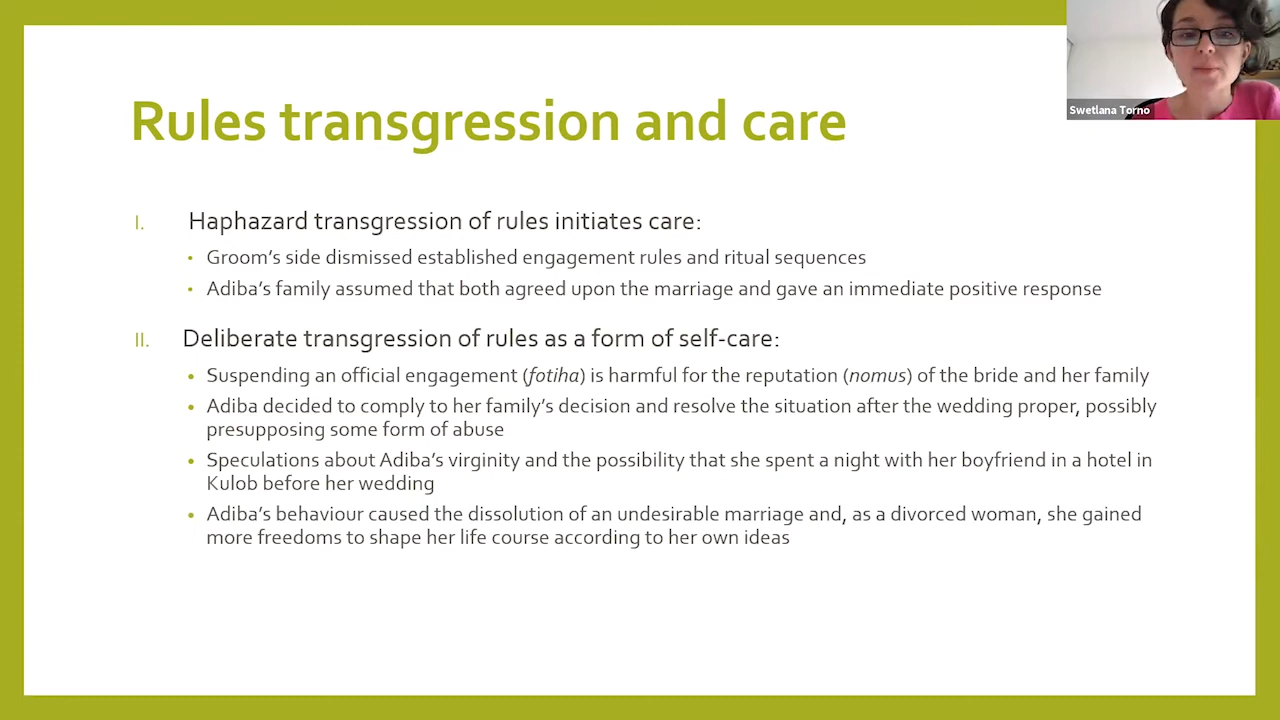 Swetlana Torno
Rules transgression and care
I. Haphazard transgression of rules initiates care:
• Groom's side dismissed established engagement rules and ritual sequences
• Adiba's family assumed that both agreed upon the marriage and gave an immediate positive response
II. Deliberate transgression of rules as a form of self-care:
• Suspending an official engagement (fotiha) is harmful for the reputation (nomus) of the bride and her family
• Adiba decided to comply to her family's decision and resolve the situation after the wedding proper, possibly
presupposing some form of abuse
• Speculations about Adiba's virginity and the possibility that she spent a night with her boyfriend in a hotel in
Kulob before her wedding
• Adiba's behaviour caused the dissolution of an undesirable marriage and, as a divorced woman, she gained
more freedoms to shape her life course according to her own ideas